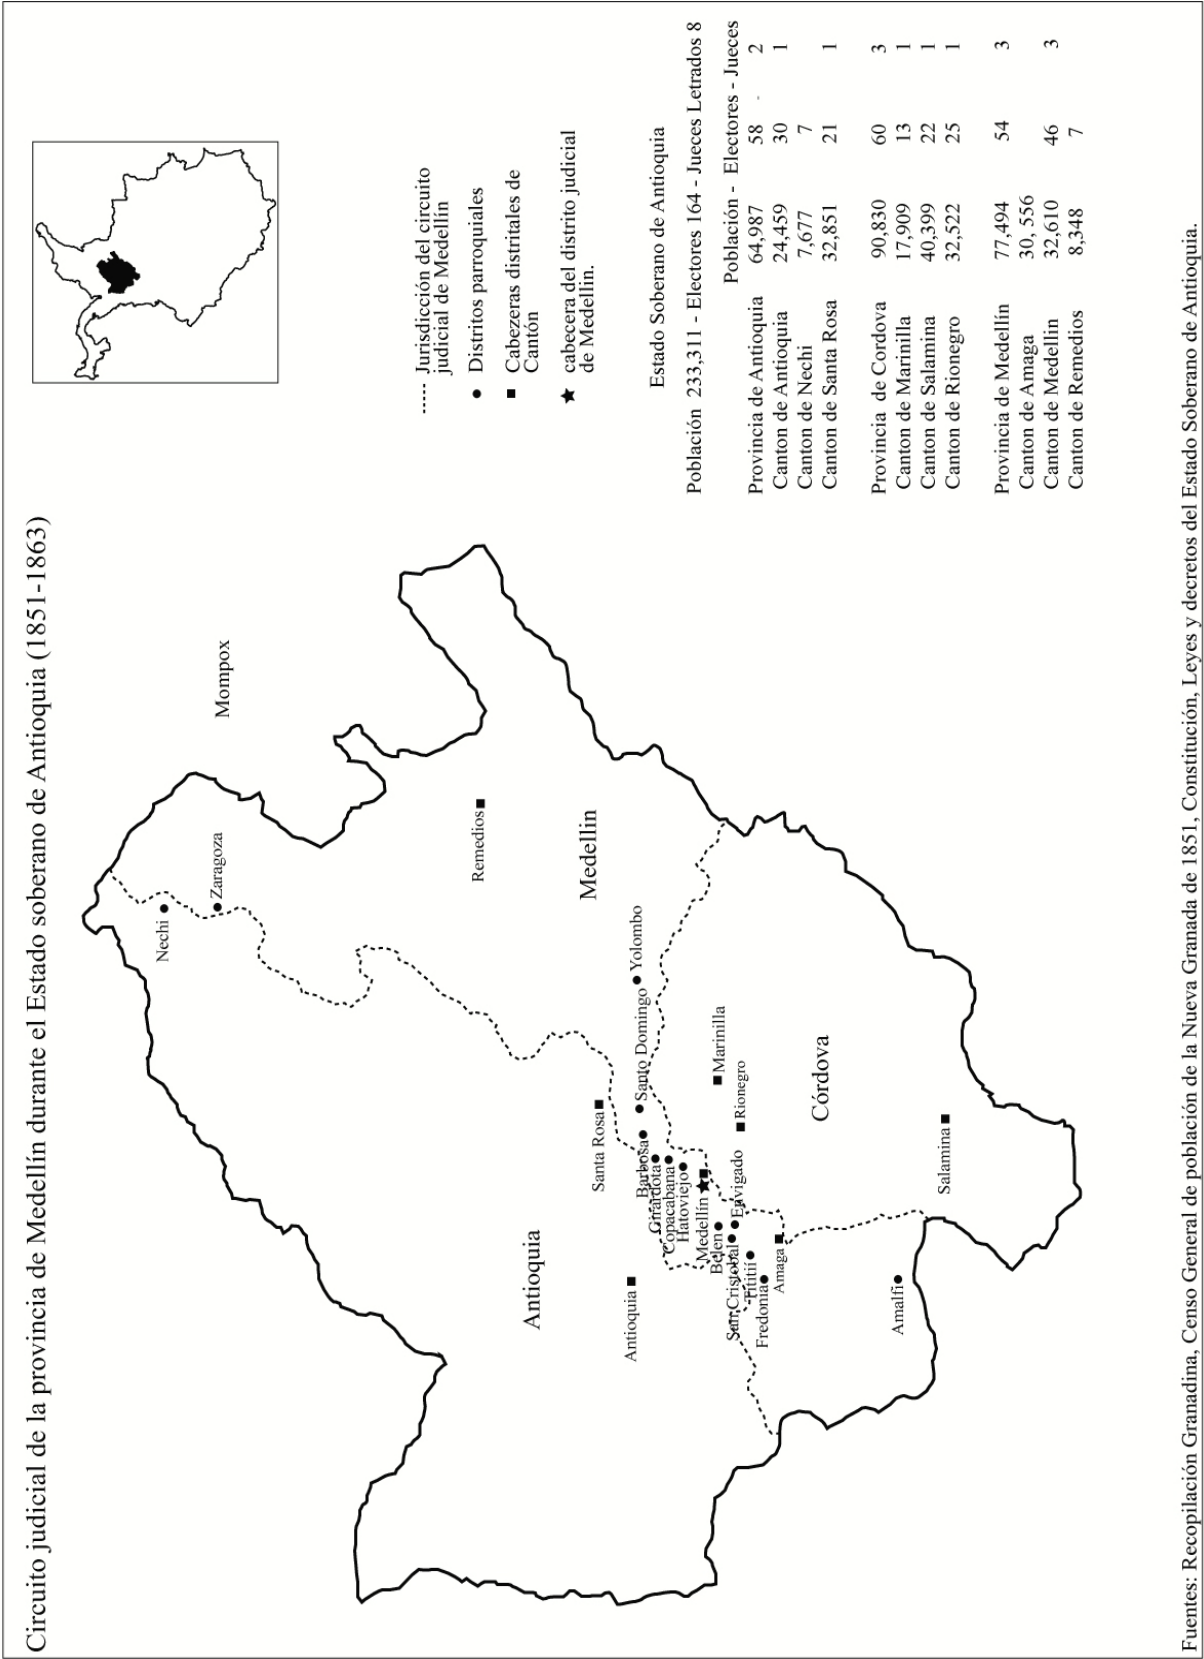 Circuito judicial de la provincia de Medellín durante el Estado soberano de Antioquia (1851-1863)
Mompox
Nechi
Zaragoza
Remedios
Medellin
Santa Rosa
Yolombo
Santo Domingo
Barbosa
Girardota
Copacabana
Hatoviejo
Medellín
Belen
Envigado
San Cristobal
Titití
Fredonia
Amaga
Antioquia
Antioquia
Marinilla
Rionegro
Córdova
Salamina
Amalfi
Jurisdicción del circuito
judicial de Medellín
Distritos parroquiales
Cabezeras distritales de
Cantón
cabecera del distrito judicial
de Medellin.
Estado Soberano de Antioquia
Población 233,311 - Electores 164 - Jueces Letrados 8
Población - Electores - Jueces
Provincia de Antioquia 64,987 58 2
Canton de Antioquia 24,459 30 1
Canton de Nechi 7,677 7
Canton de Santa Rosa 32,851 21 1
Provincia de Cordova 90,830 60 3
Canton de Marinilla 17,909 13 1
Canton de Salamina 40,399 22 1
Canton de Rionegro 32,522 25 1
Provincia de Medellín 77,494 54 3
Canton de Amaga 30, 556
Canton de Medellin 32,610 46 3
Canton de Remedios 8,348 7
Fuentes: Recopilación Granadina, Censo General de población de la Nueva Granada de 1851, Constitución, Leyes y decretos del Estado Soberano de Antioquia.